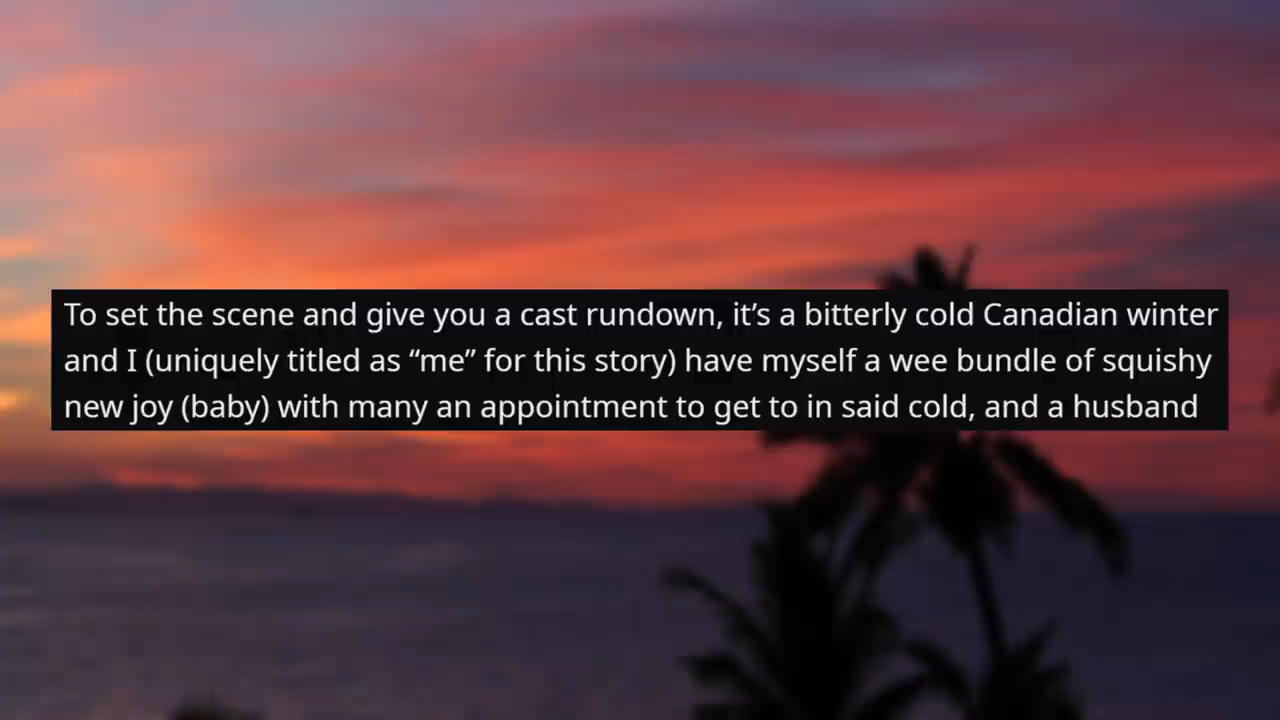 To set the scene and give you a cast rundown, it’s a bitterly cold Canadian winter
and I (uniquely titled as “me” for this story) have myself a wee bundle of squishy
new joy (baby) with many an appointment to get to in said cold, and a husband